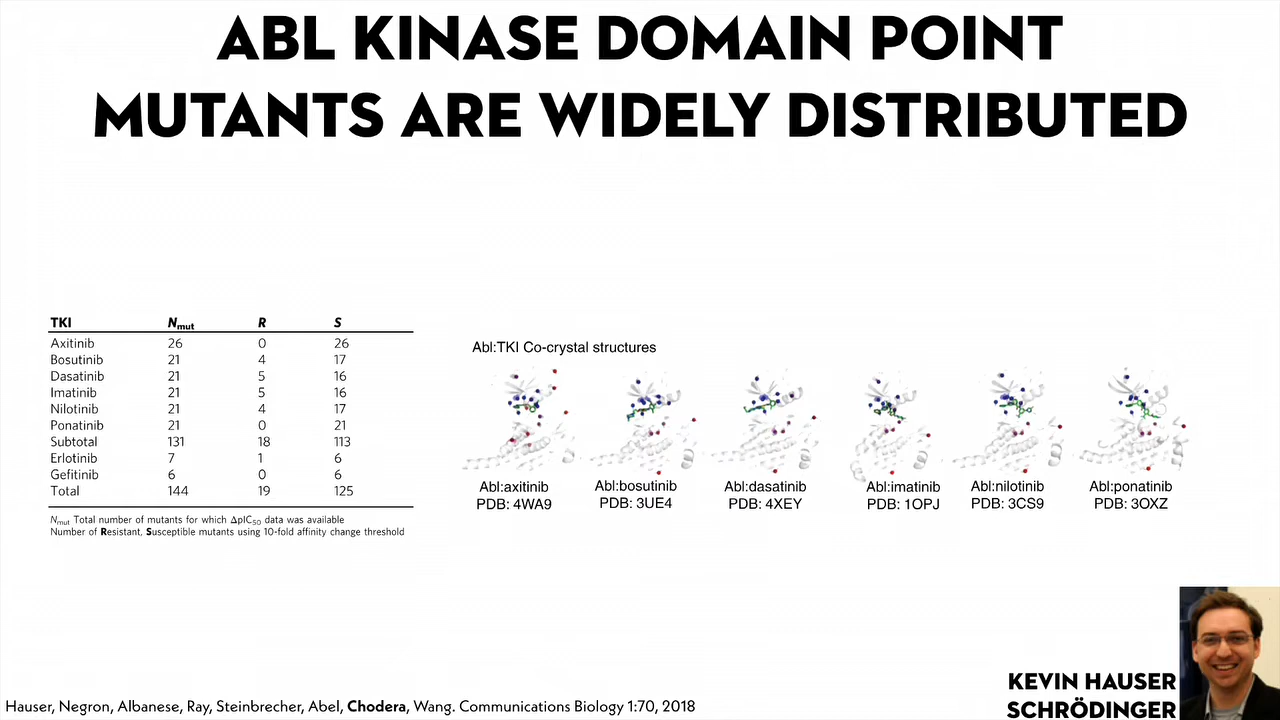 ABL KINASE DOMAIN POINT
MUTANTS ARE WIDELY DISTRIBUTED
TKI Nmut R S
Axitinib 26 0 26
Bosutinib 21 4 17
Dasatinib 21 5 16
Imatinib 21 5 16
Nilotinib 21 4 17
Ponatinib 21 0 21
Subtotal 131 18 113
Erlotinib 7 1 6
Gefitinib 6 0 6
Total 144 19 125
Nmut Total number of mutants for which ΔpIC50 data was available
Number of Resistant, Susceptible mutants using 10-fold affinity change threshold
Abl:TKI Co-crystal structures
Abl:axitinib
PDB: 4WA9
Abl:bosutinib
PDB: 3UE4
Abl:dasatinib
PDB: 4XEY
Abl:imatinib
PDB: 1OPJ
Abl:nilotinib
PDB: 3CS9
Abl:ponatinib
PDB: 3OXZ
KEVIN HAUSER
SCHRÖDINGER
Hauser, Negron, Albanese, Ray, Steinbrecher, Abel, Chodera, Wang. Communications Biology 1:70, 2018